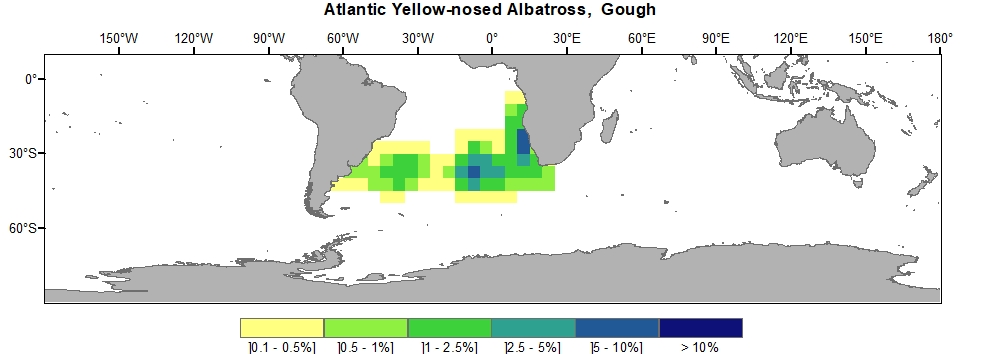 Atlantic Yellow-nosed Albatross, Gough
150°W 120°W 90°W 60°W 30°W 0° 30°E 60°E 90°E 120°E 150°E 180°
0°
30°S
60°S
]0.1 - 0.5%] ]0.5 - 1%] ]1 - 2.5%] ]2.5 - 5%] ]5 - 10%] > 10%